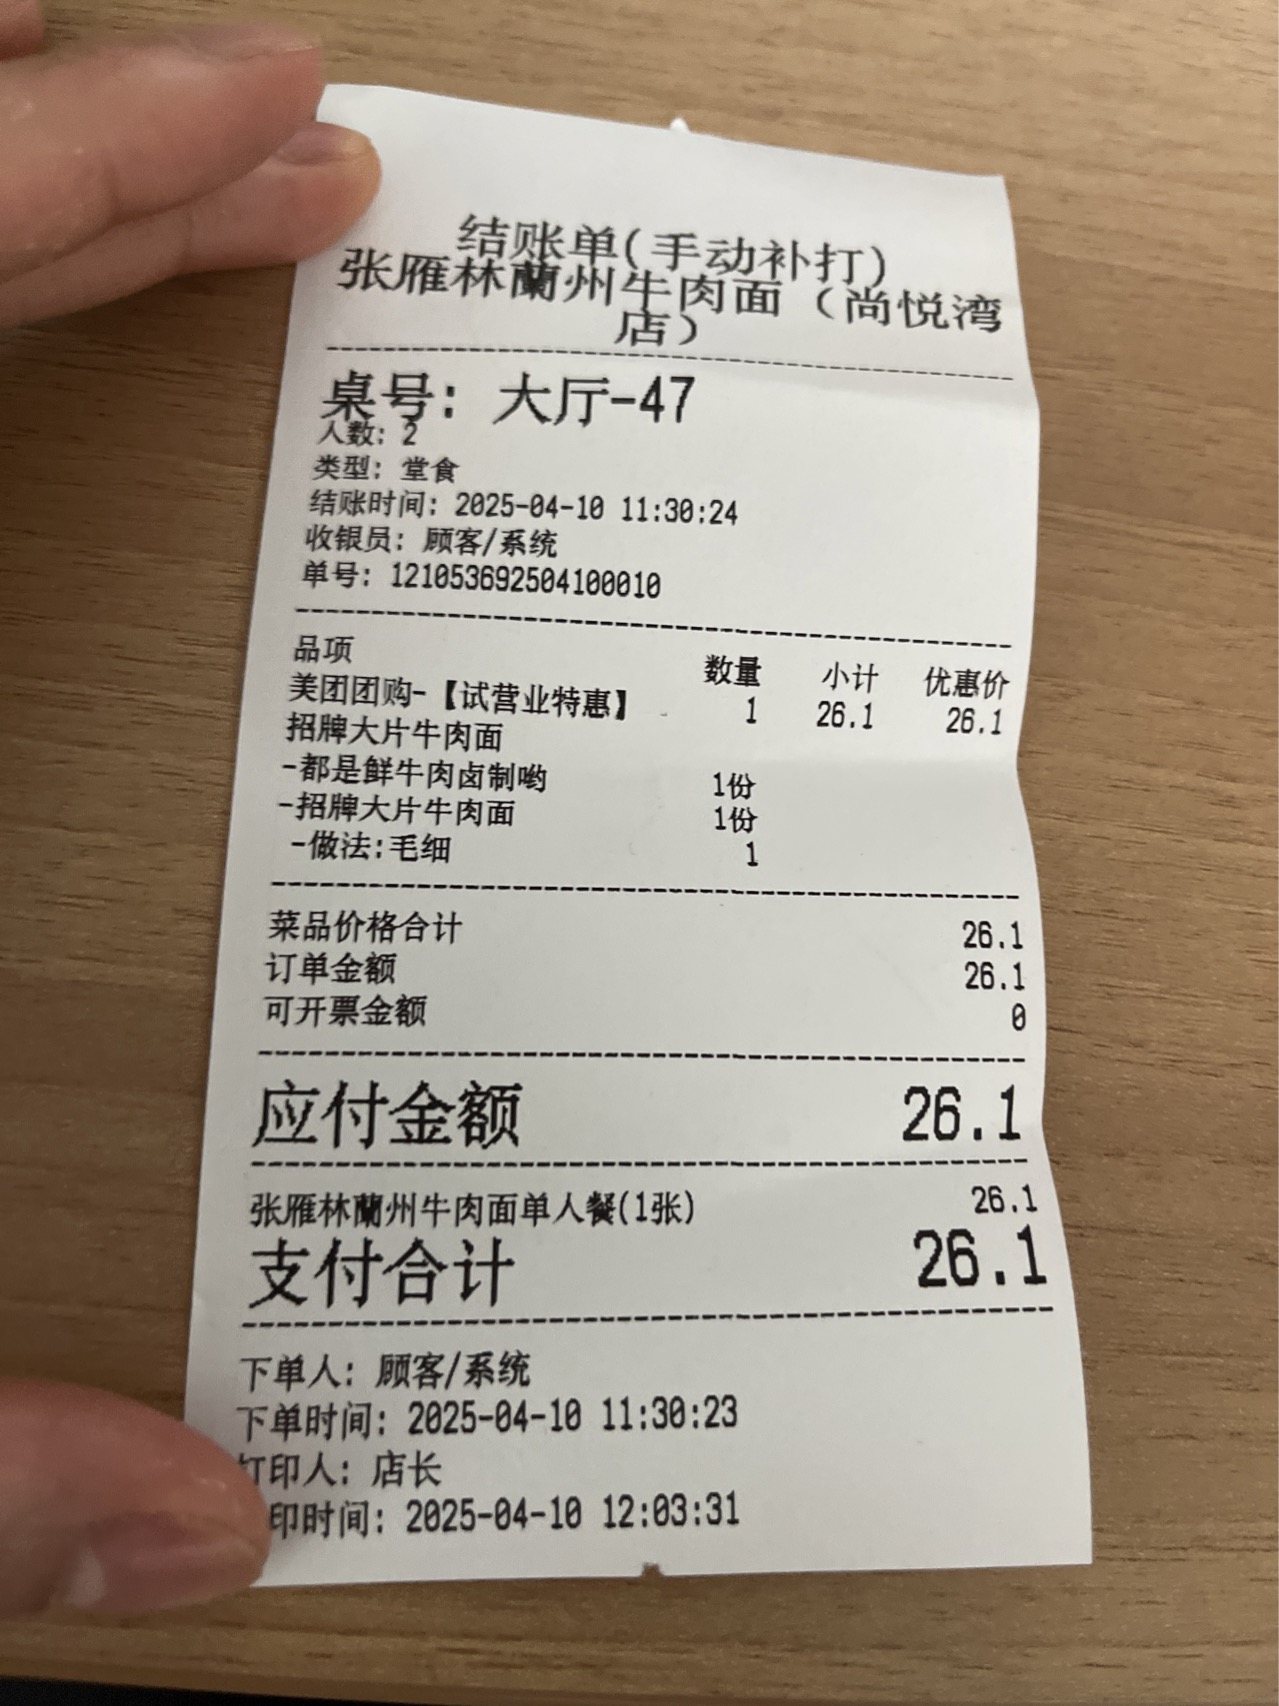 结账单(手动补打)
张雁林蘭州牛肉面（尚悦湾
店）
桌号: 大厅-47
人数: 2
类型: 堂食
结账时间: 2025-04-10 11:30:24
收银员: 顾客/系统
单号: 121053692504100010
品项 数量 小计 优惠价
美团团购-【试营业特惠】 1 26.1 26.1
招牌大片牛肉面
-都是鲜牛肉卤制哟 1份
-招牌大片牛肉面 1份
-做法:毛细 1
菜品价格合计 26.1
订单金额 26.1
可开票金额 0
应付金额 26.1
张雁林蘭州牛肉面单人餐(1张) 26.1
支付合计 26.1
下单人: 顾客/系统
下单时间: 2025-04-10 11:30:23
打印人: 店长
印时间: 2025-04-10 12:03:31